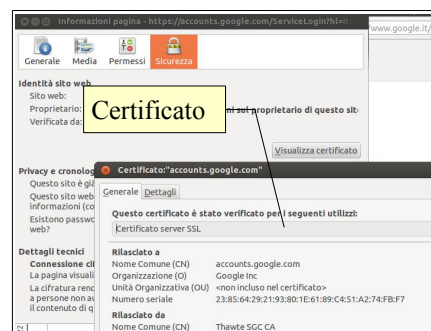 Informazioni pagina - https://accounts.google.com/ServiceLogin?hl=it
www.google.it/
Generale Media Permessi Sicurezza
Identità sito web
Sito web:
Proprietario: ni sul proprietario di questo sito
Verificata da:
Certificato
Visualizza certificato
Privacy e cronolog
Questo sito è già
Questo sito web
informazioni (co
Esistono passwo
web?
Dettagli tecnici
Connessione cif
La pagina visuali
La cifratura rend
a persone non au
il contenuto di q
Certificato:"accounts.google.com"
Generale Dettagli
Questo certificato è stato verificato per i seguenti utilizzi:
Certificato server SSL
Rilasciato a
Nome Comune (CN) accounts.google.com
Organizzazione (O) Google Inc
Unità Organizzativa (OU) <non incluso nel certificato>
Numero seriale 23:85:64:29:21:93:80:1E:61:89:C4:51:A2:74:FB:F7
Rilasciato da
Nome Comune (CN) Thawte SGC CA